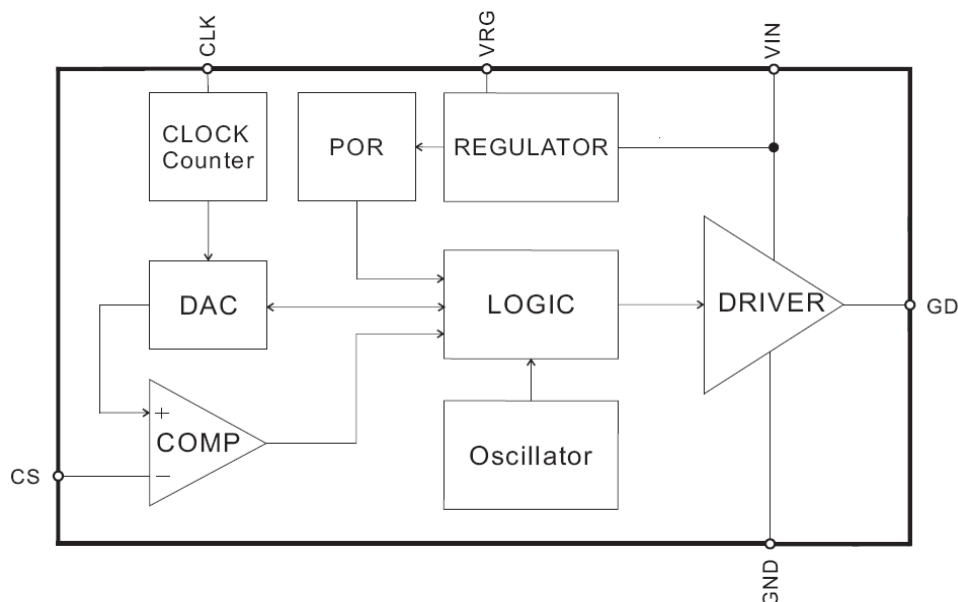 CLK
VRG
VIN
CLOCK
Counter
POR
REGULATOR
DAC
LOGIC
DRIVER
GD
+
COMP
−
Oscillator
CS
GND